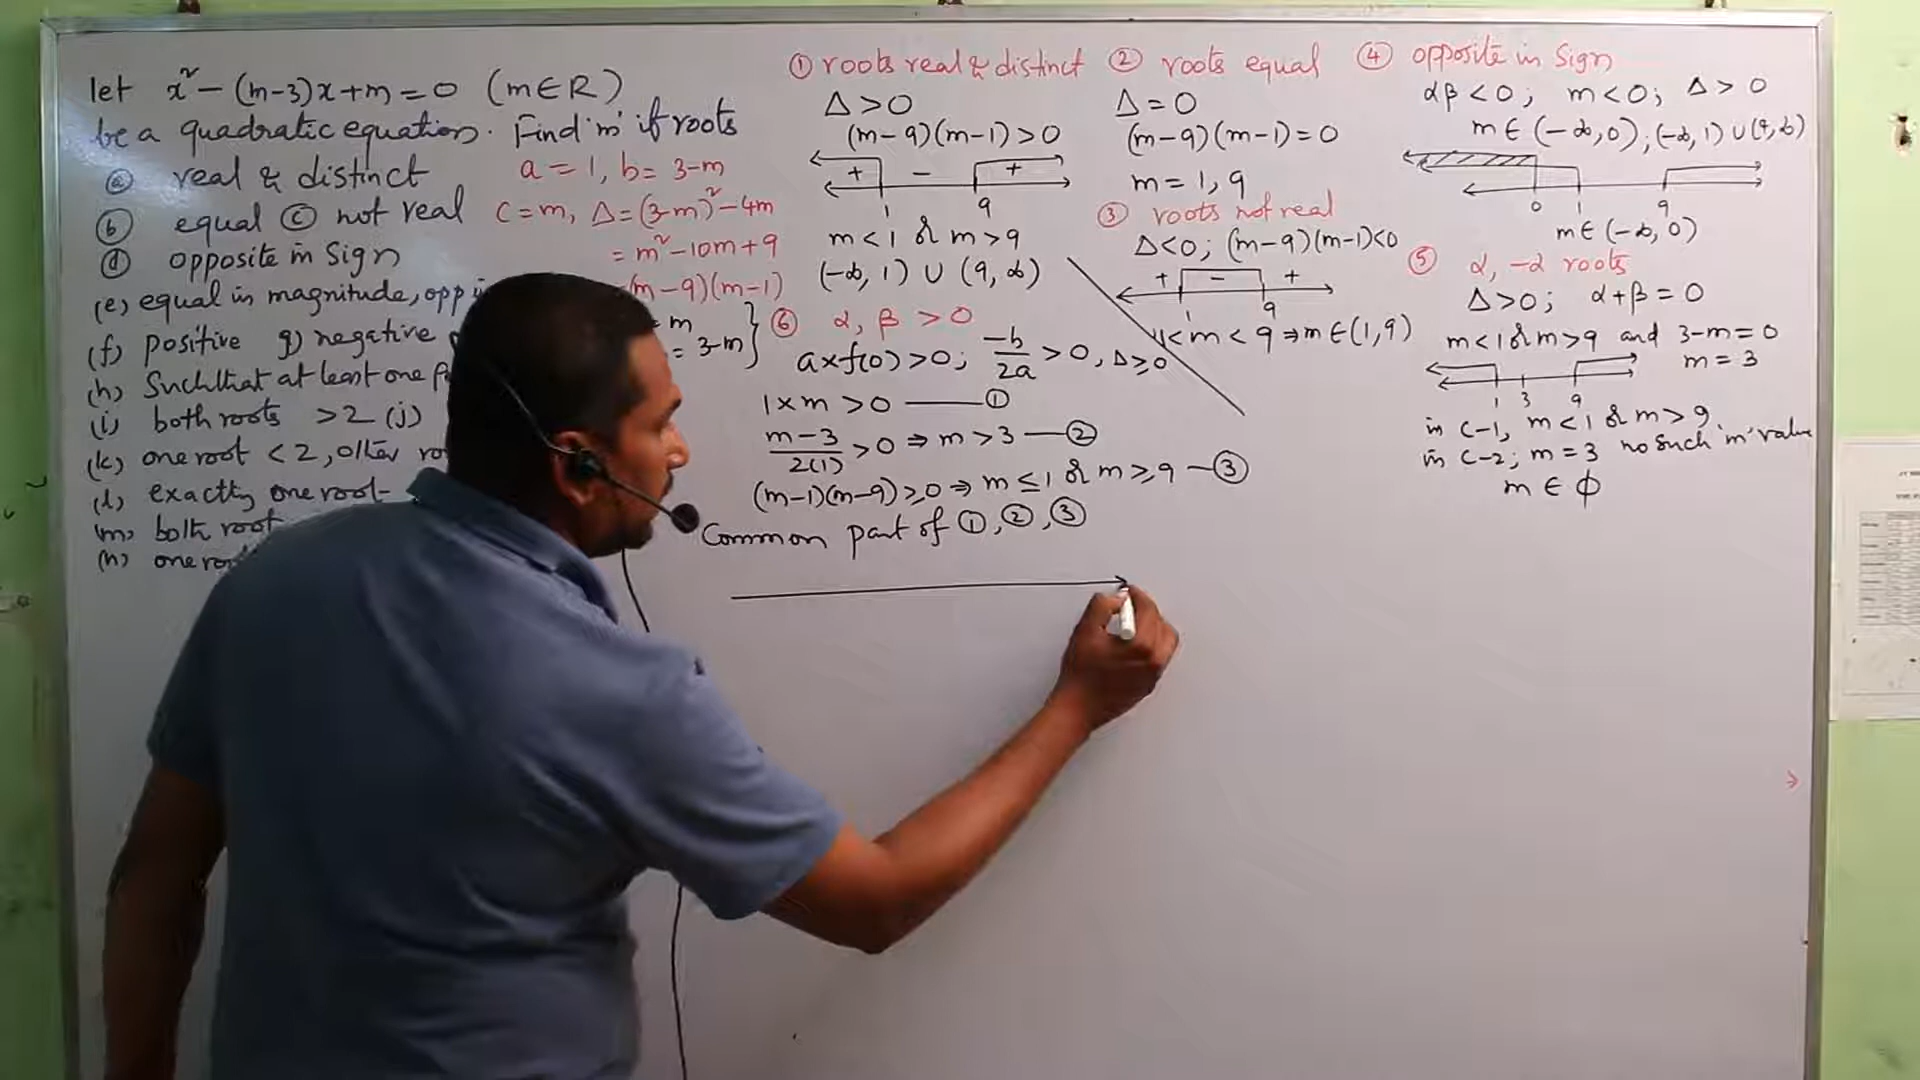 let x² - (m-3)x + m = 0 (m∈R)
be a quadratic equation. Find 'm' if roots
ⓐ real & distinct
ⓑ equal ⓒ not real
ⓓ opposite in Sign
(e) equal in magnitude, opp
(f) positive g) negative
(h) Such that at least one
(i) both roots >2 (j)
(k) one root < 2, other
(l) exactly one root
(m) both root
(n) one
a = 1, b = 3-m
c = m, Δ = (3-m)² - 4m
= m² - 10m + 9
(m-9)(m-1)
= m
= 3-m }
① roots real & distinct
Δ > 0
(m-9)(m-1) > 0
+ - +
1 9
m < 1 or m > 9
(-∞, 1) ∪ (9, ∞)
② roots equal
Δ = 0
(m-9)(m-1) = 0
m = 1, 9
③ roots not real
Δ<0; (m-9)(m-1)<0
+ - +
1 9
1 < m < 9 ⇒ m ∈ (1, 9)
④ opposite in Sign
αβ < 0; m < 0; Δ > 0
m ∈ (-∞, 0); (-∞, 1) ∪ (9, ∞)
0 1 9
m ∈ (-∞, 0)
⑤ α, -α roots
Δ > 0; α + β = 0
m < 1 or m > 9 and 3-m = 0
m = 3
1 3 9
in C-1, m < 1 or m > 9
in C-2; m = 3 no such 'm' value
m ∈ ϕ
⑥ α, β > 0
a×f(0) > 0; -b/2a > 0, Δ ≥ 0
1×m > 0 — ①
m-3/2(1) > 0 ⇒ m > 3 — ②
(m-1)(m-9) ≥ 0 ⇒ m ≤ 1 or m ≥ 9 — ③
Common part of ①, ②, ③